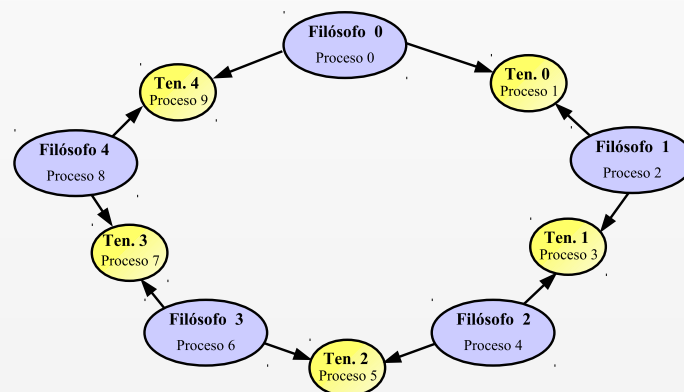 Filósofo 0
Proceso 0
Ten. 4
Proceso 9
Ten. 0
Proceso 1
Filósofo 4
Proceso 8
Filósofo 1
Proceso 2
Ten. 3
Proceso 7
Ten. 1
Proceso 3
Filósofo 3
Proceso 6
Filósofo 2
Proceso 4
Ten. 2
Proceso 5